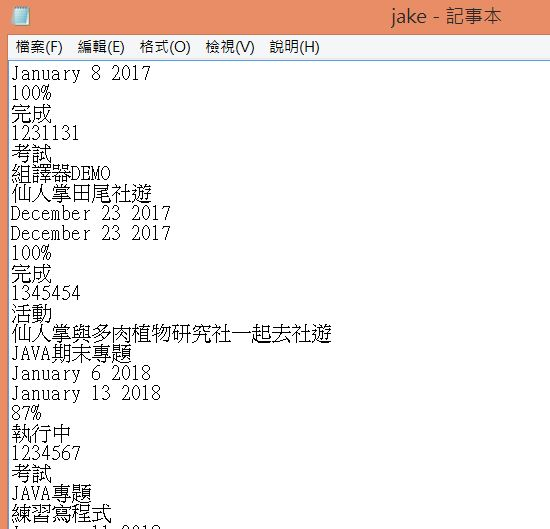 jake - 記事本
檔案(F) 編輯(E) 格式(O) 檢視(V) 說明(H)
January 8 2017
100%
完成
1231131
考試
組譯器DEMO
仙人掌田尾社遊
December 23 2017
December 23 2017
100%
完成
1345454
活動
仙人掌與多肉植物研究社一起去社遊
JAVA期末專題
January 6 2018
January 13 2018
87%
執行中
1234567
考試
JAVA專題
練習寫程式
January 11 2018